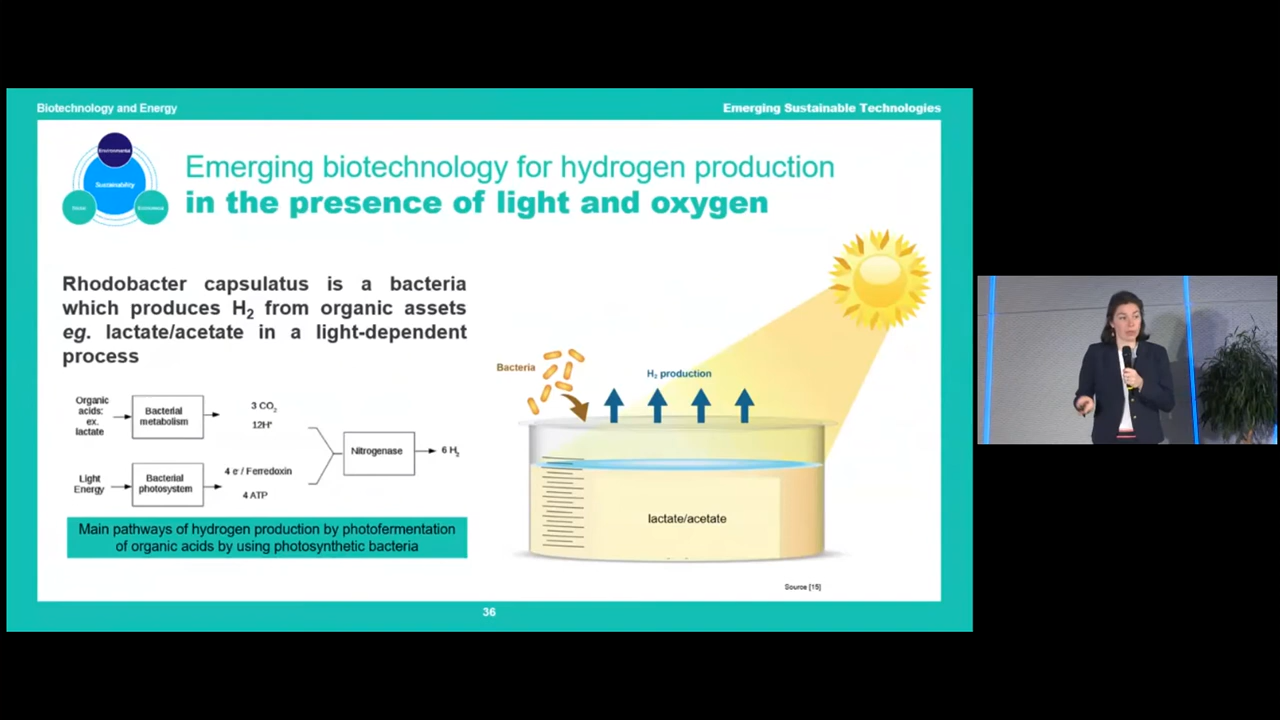 Biotechnology and Energy
Emerging Sustainable Technologies
Environmental
Sustainability
Social
Economical
Emerging biotechnology for hydrogen production
in the presence of light and oxygen
Rhodobacter capsulatus is a bacteria
which produces H₂ from organic assets
eg. lactate/acetate in a light-dependent
process
Organic
acids:
ex.
lactate
Bacterial
metabolism
3 CO₂
12H⁺
Nitrogenase
6 H₂
Light
Energy
Bacterial
photosystem
4 e⁻/ Ferredoxin
4 ATP
Main pathways of hydrogen production by photofermentation
of organic acids by using photosynthetic bacteria
Bacteria
H₂ production
lactate/acetate
Source [15]
36